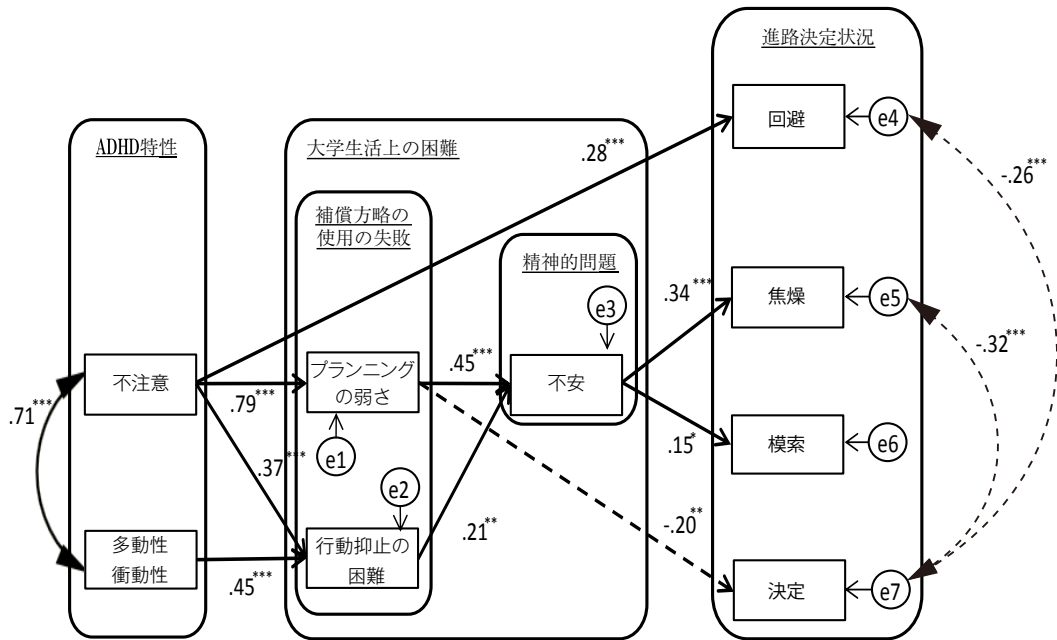 進路決定状況
ADHD特性
大学生活上の困難
補償方略の
使用の失敗
精神的問題
回避
焦燥
模索
決定
不注意
多動性
衝動性
プランニング
の弱さ
行動抑止の
困難
不安
e1
e2
e3
e4
e5
e6
e7
.71***
.79***
.37***
.45***
.45***
.21**
.28***
.34***
.15*
-.20**
-.26***
-.32***